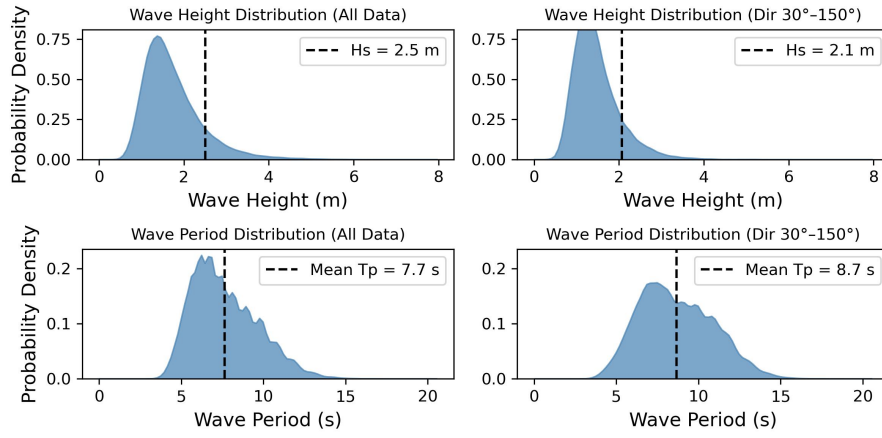 Wave Height Distribution (All Data)
Probability Density
0.75
0.50
0.25
0.00
Hs = 2.5 m
0 2 4 6 8
Wave Height (m)
Wave Height Distribution (Dir 30°–150°)
0.75
0.50
0.25
0.00
Hs = 2.1 m
0 2 4 6 8
Wave Height (m)
Wave Period Distribution (All Data)
Probability Density
0.2
0.1
0.0
Mean Tp = 7.7 s
0 5 10 15 20
Wave Period (s)
Wave Period Distribution (Dir 30°–150°)
0.2
0.1
0.0
Mean Tp = 8.7 s
0 5 10 15 20
Wave Period (s)